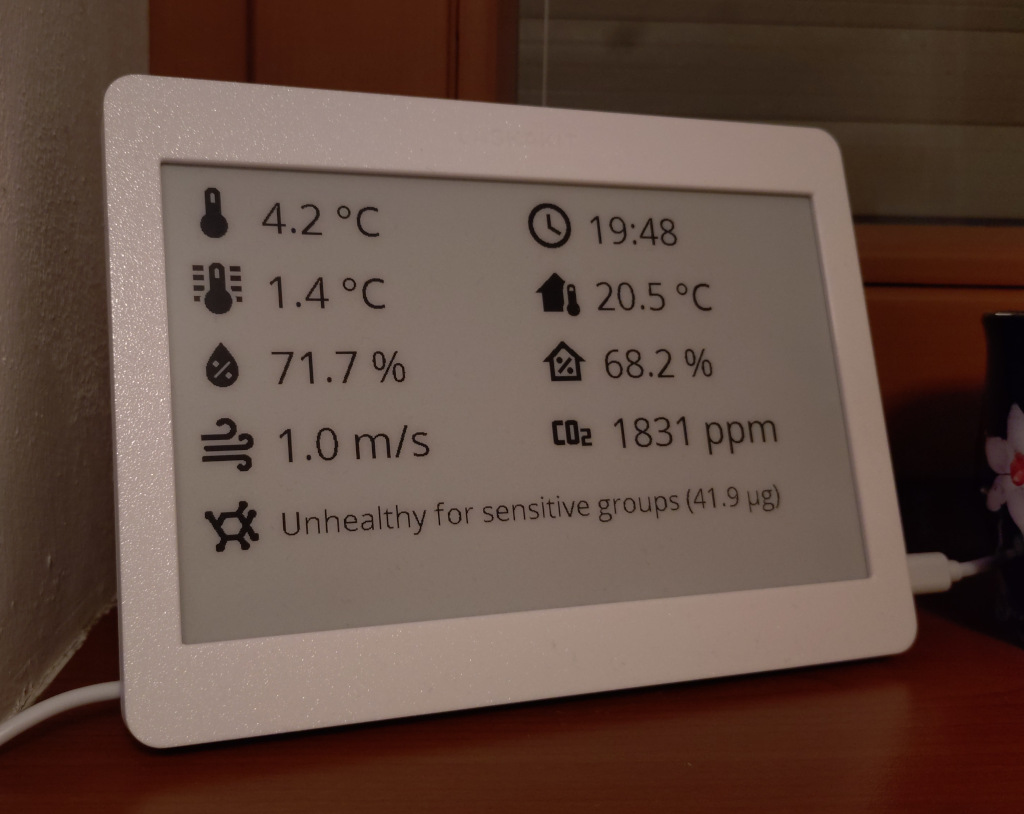 4.2 °C
19:48
1.4 °C
20.5 °C
71.7 %
68.2 %
1.0 m/s
CO₂ 1831 ppm
Unhealthy for sensitive groups (41.9 µg)